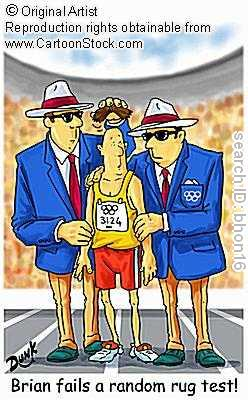 © Original Artist
Reproduction rights obtainable from
www.CartoonStock.com
search ID: bhon16
3124
Dunk
Brian fails a random rug test!